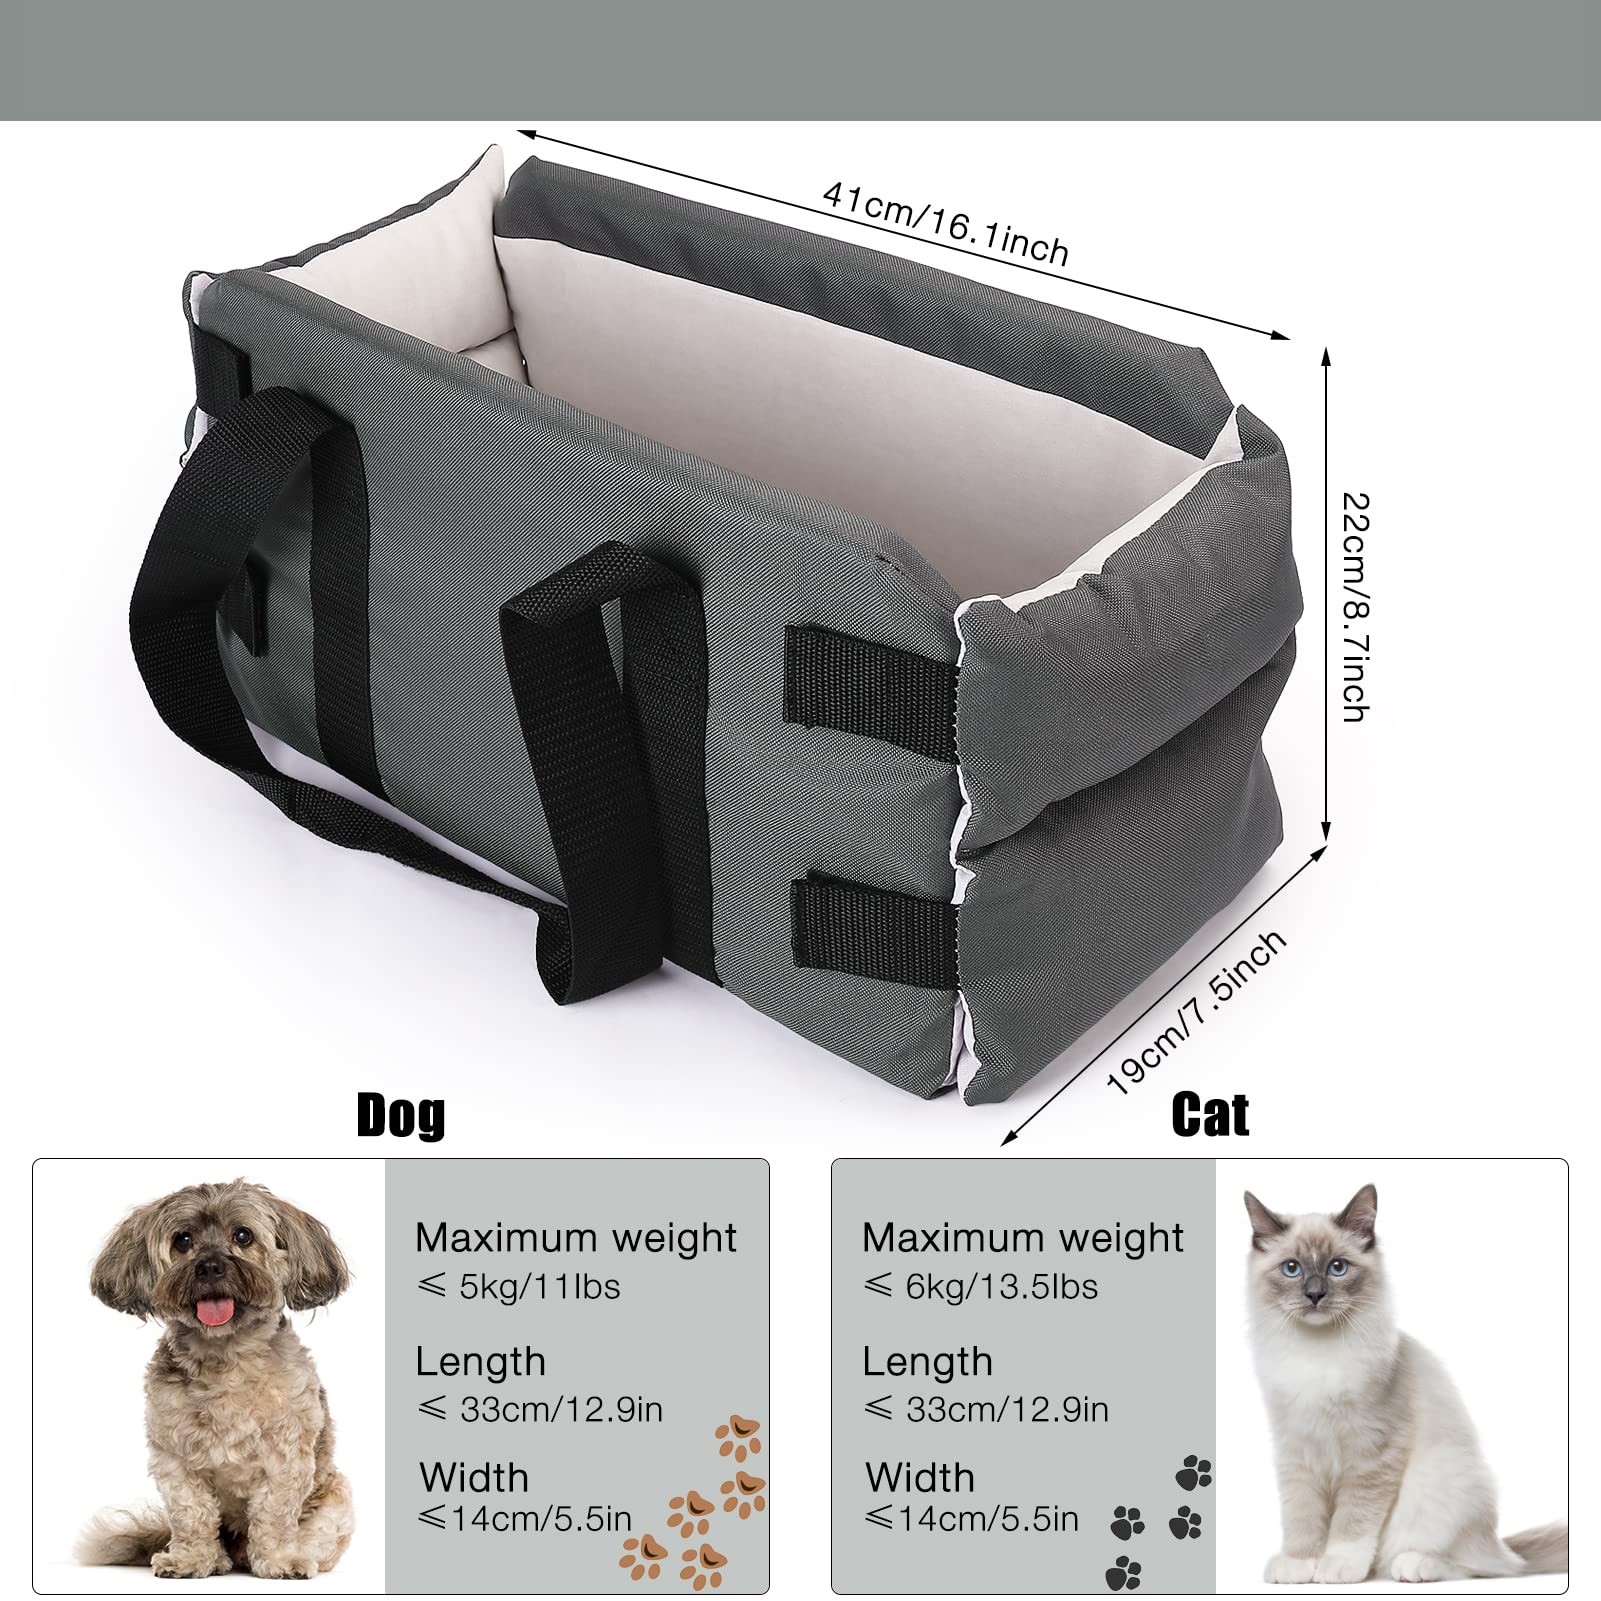 41cm/16.1inch
22cm/8.7inch
19cm/7.5inch
Dog
Maximum weight
⩽ 5kg/11lbs
Length
⩽ 33cm/12.9in
Width
⩽14cm/5.5in
Cat
Maximum weight
⩽ 6kg/13.5lbs
Length
⩽ 33cm/12.9in
Width
⩽14cm/5.5in